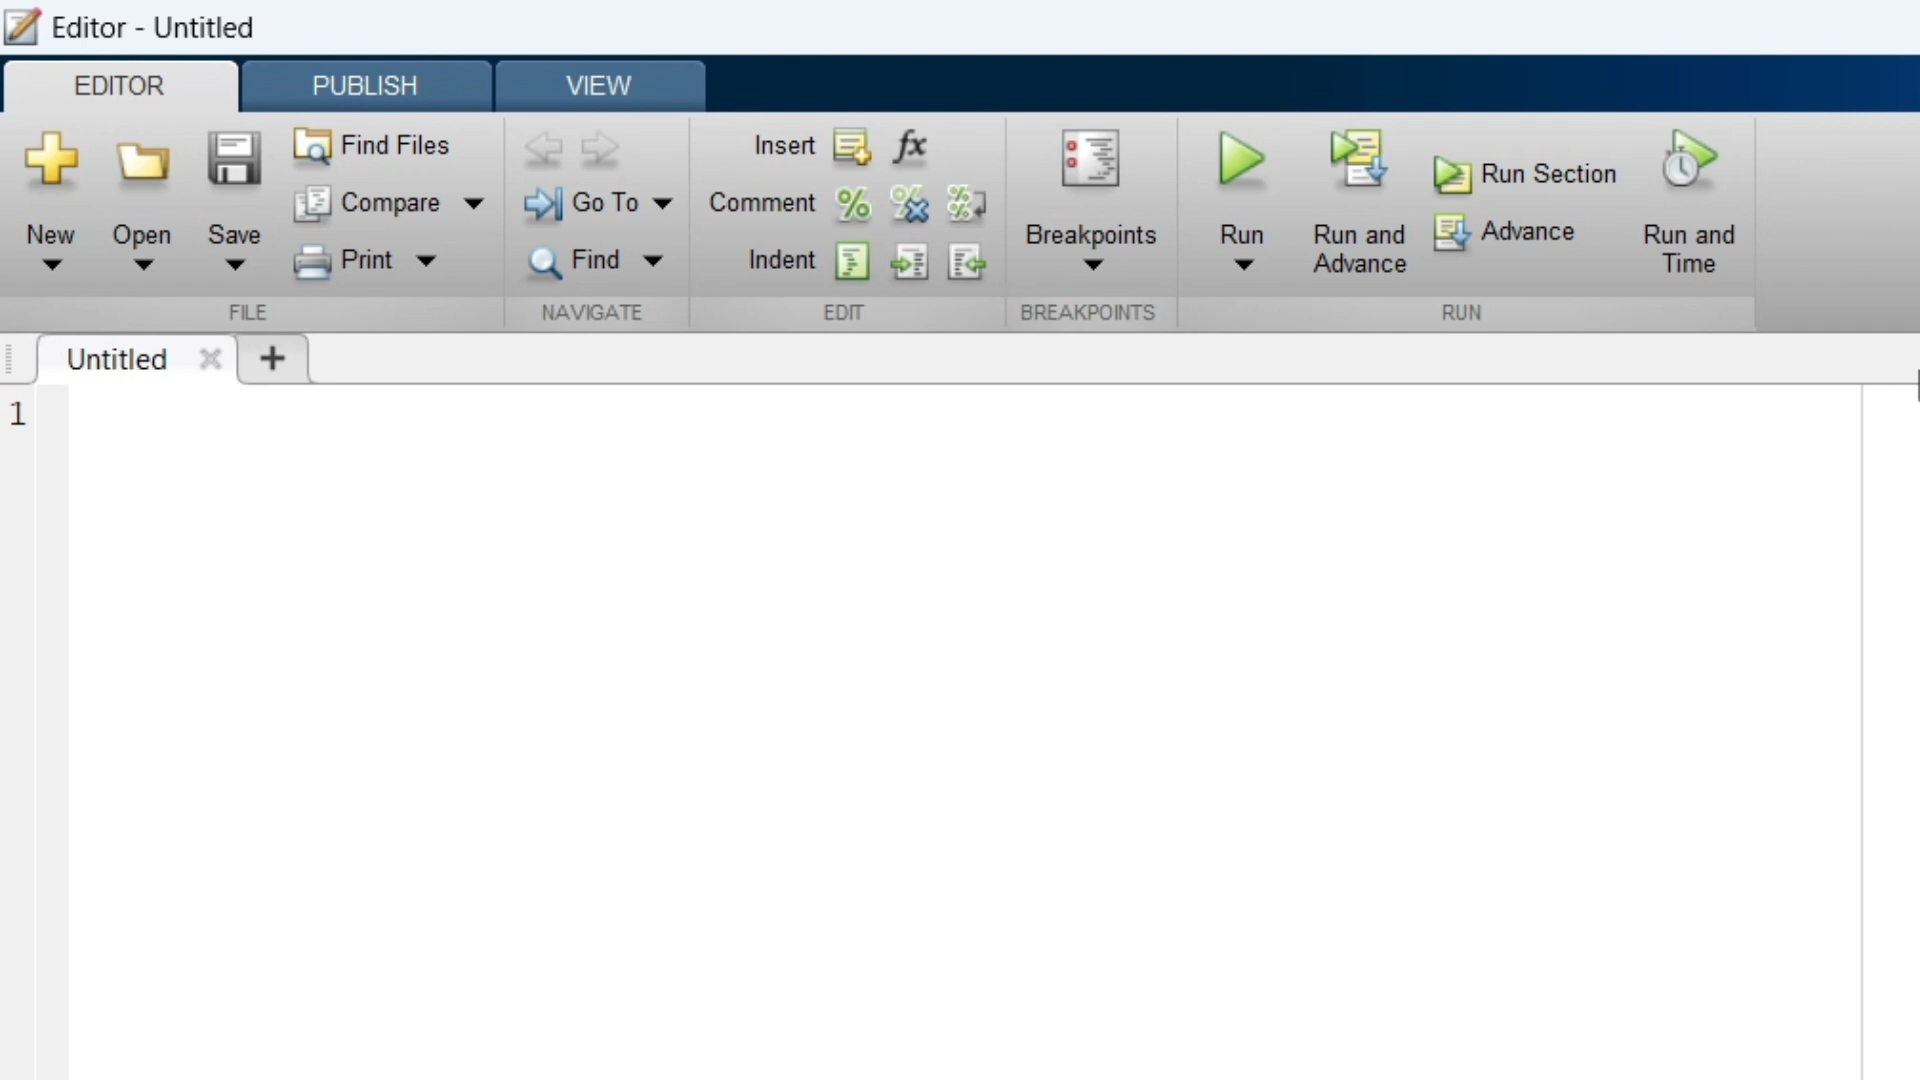 Editor - Untitled
EDITOR PUBLISH VIEW
New
Open
Save
Find Files
Compare
Print
FILE
Go To
Find
NAVIGATE
Insert fx
Comment % % %
Indent
EDIT
Breakpoints
BREAKPOINTS
Run
Run and
Advance
Run Section
Advance
Run and
Time
RUN
Untitled
1